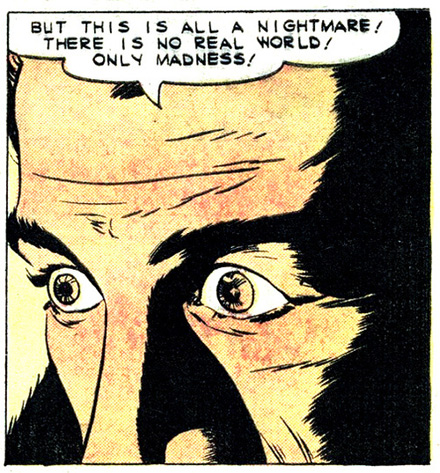 BUT THIS IS ALL A NIGHTMARE!
THERE IS NO REAL WORLD!
ONLY MADNESS!